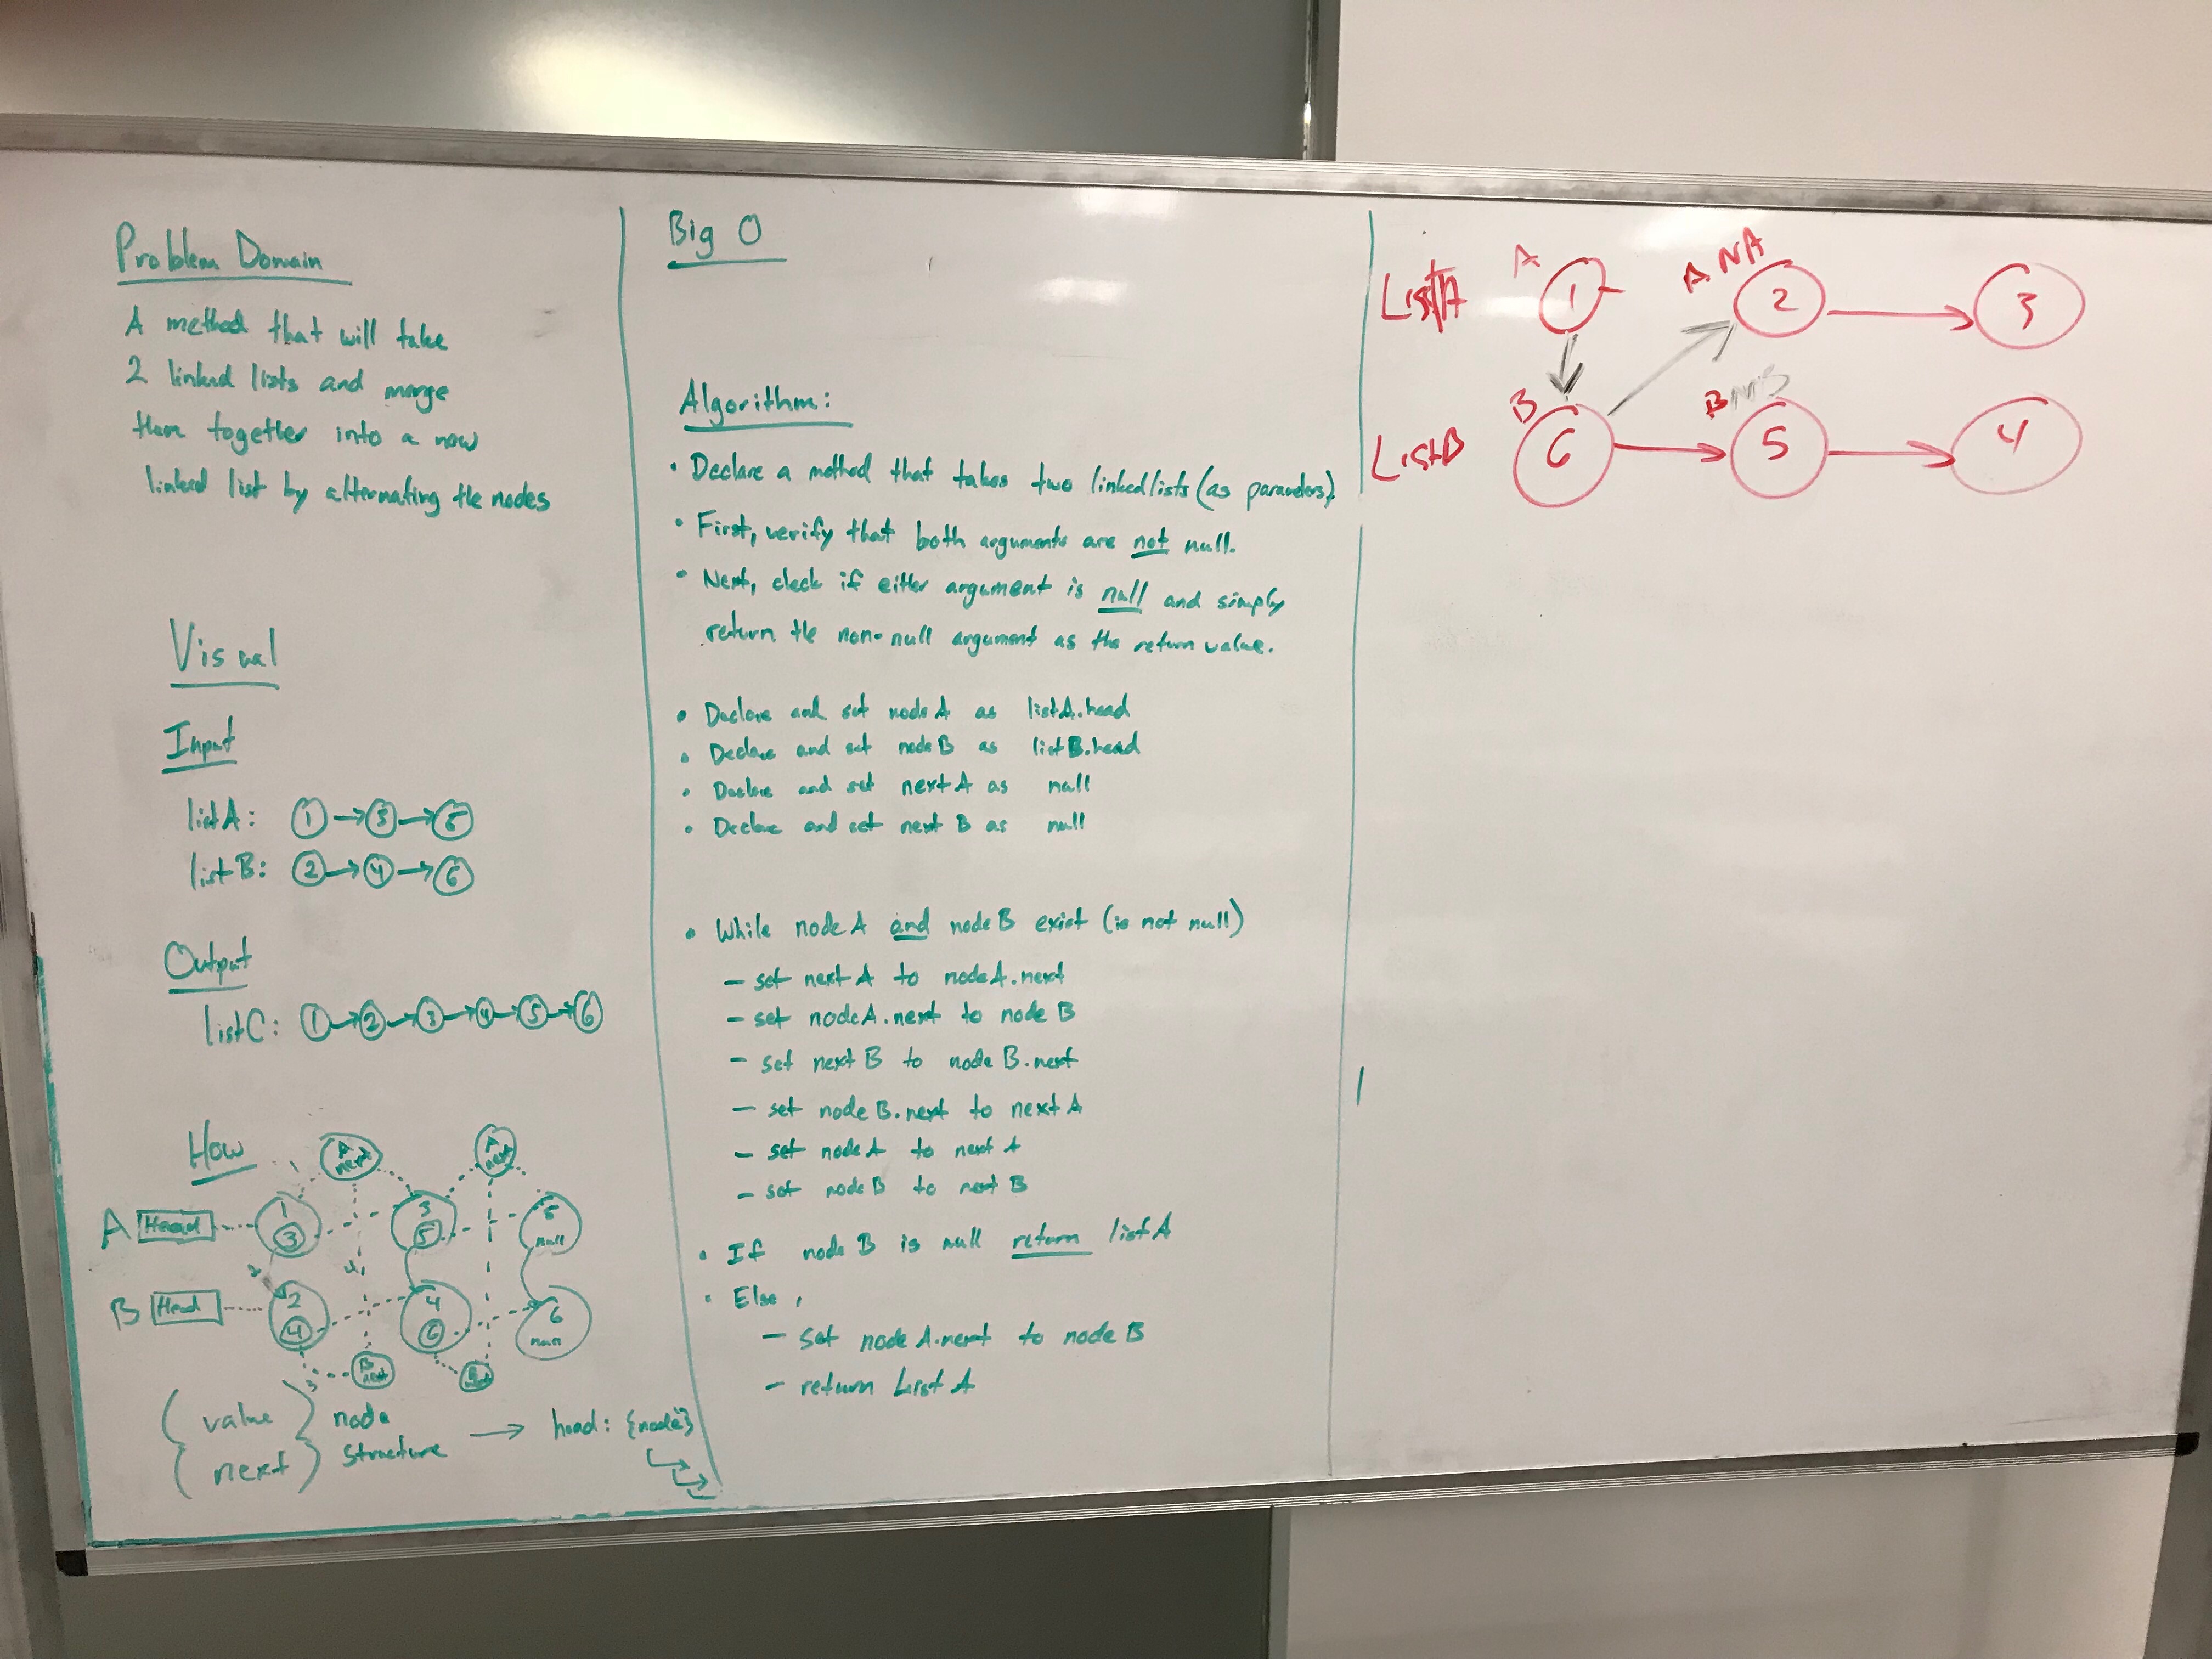 Problem Domain
A method that will take
2 linked lists and merge
them together into a new
linked list by alternating the nodes
Visual
Input
listA: 1 → 3 → 5
listB: 2 → 4 → 6
Output
listC: 1 → 2 → 3 → 4 → 5 → 6
How
A next
A next
A Head 1 3 3 5 5 null
2
B Head 2 4 4 6 6 null
3 B next
value } node → head: {node}
next structure
Big O
Algorithm:
• Declare a method that takes two linked lists (as parameters).
• First, verify that both arguments are not null.
• Next, check if either argument is null and simply
return the non-null argument as the return value.
• Declare and set node A as listA.head
• Declare and set node B as listB.head
• Declare and set next A as null
• Declare and set next B as null
• While node A and node B exist (is not null)
– set next A to nodeA.next
– set nodeA.next to node B
– set next B to node B.next
– set node B.next to next A
– set node A to next A
– set node B to next B
• If node B is null return list A
• Else,
– set node A.next to node B
– return List A
A A NA
ListA 1 2 → 3
B B
ListB 6 → 5 → 4